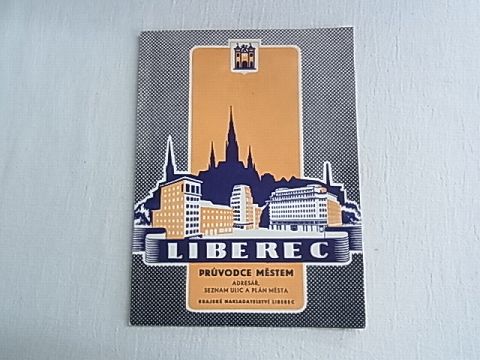 LIBEREC
PRŮVODCE MĚSTEM
ADRESÁŘ,
SEZNAM ULIC A PLÁN MĚSTA
KRAJSKÉ NAKLADATELSTVÍ LIBEREC